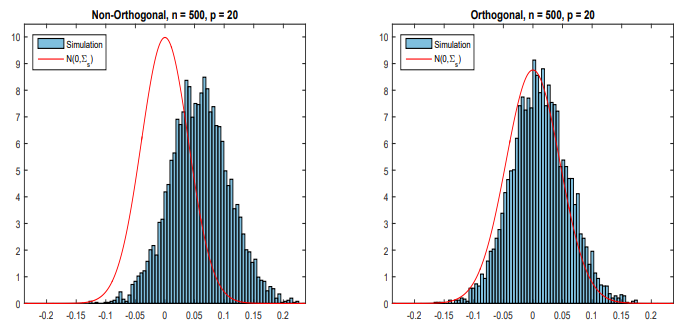 Non-Orthogonal, n = 500, p = 20
10
9
8
7
6
5
4
3
2
1
0
-0.2 -0.15 -0.1 -0.05 0 0.05 0.1 0.15 0.2
Simulation
N(0,Σs)
Orthogonal, n = 500, p = 20
10
9
8
7
6
5
4
3
2
1
0
-0.2 -0.15 -0.1 -0.05 0 0.05 0.1 0.15 0.2
Simulation
N(0,Σs)